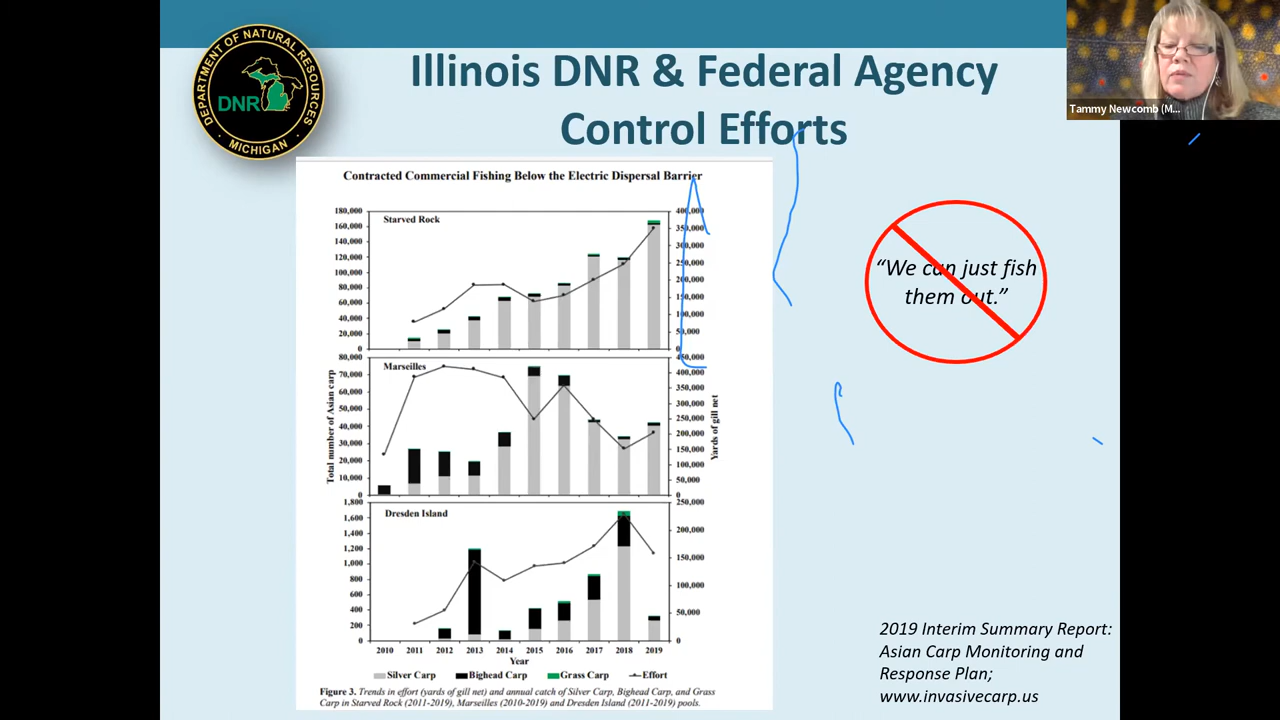 DEPARTMENT OF NATURAL RESOURCES
DNR
MICHIGAN
Illinois DNR & Federal Agency
Control Efforts
Tammy Newcomb (M...
Contracted Commercial Fishing Below the Electric Dispersal Barrier
Starved Rock
180,000
160,000
140,000
120,000
100,000
80,000
60,000
40,000
20,000
0
400,000
350,000
300,000
250,000
200,000
150,000
100,000
50,000
0
“We can just fish
them out.”
Marseilles
80,000
70,000
60,000
50,000
40,000
30,000
20,000
10,000
0
450,000
400,000
350,000
300,000
250,000
200,000
150,000
100,000
50,000
0
Total number of Asian carp
Yards of gill net
Dresden Island
1,800
1,600
1,400
1,200
1,000
800
600
400
200
0
250,000
200,000
150,000
100,000
50,000
0
2010 2011 2012 2013 2014 2015 2016 2017 2018 2019
Year
Silver Carp Bighead Carp Grass Carp Effort
Figure 3. Trends in effort (yards of gill net) and annual catch of Silver Carp, Bighead Carp, and Grass
Carp in Starved Rock (2011-2019), Marseilles (2010-2019) and Dresden Island (2011-2019) pools.
2019 Interim Summary Report:
Asian Carp Monitoring and
Response Plan;
www.invasivecarp.us